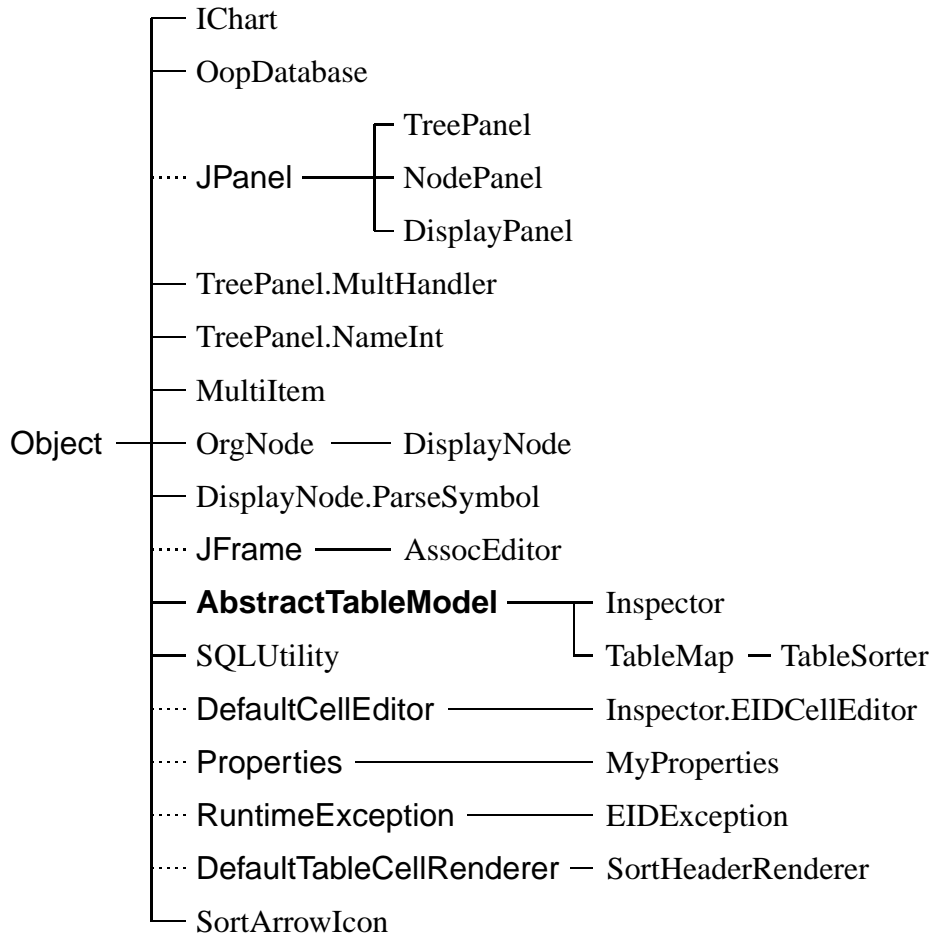 IChart
OopDatabase
TreePanel
JPanel NodePanel
DisplayPanel
TreePanel.MultHandler
TreePanel.NameInt
MultiItem
Object OrgNode DisplayNode
DisplayNode.ParseSymbol
JFrame AssocEditor
AbstractTableModel Inspector
SQLUtility TableMap TableSorter
DefaultCellEditor Inspector.EIDCellEditor
Properties MyProperties
RuntimeException EIDException
DefaultTableCellRenderer SortHeaderRenderer
SortArrowIcon